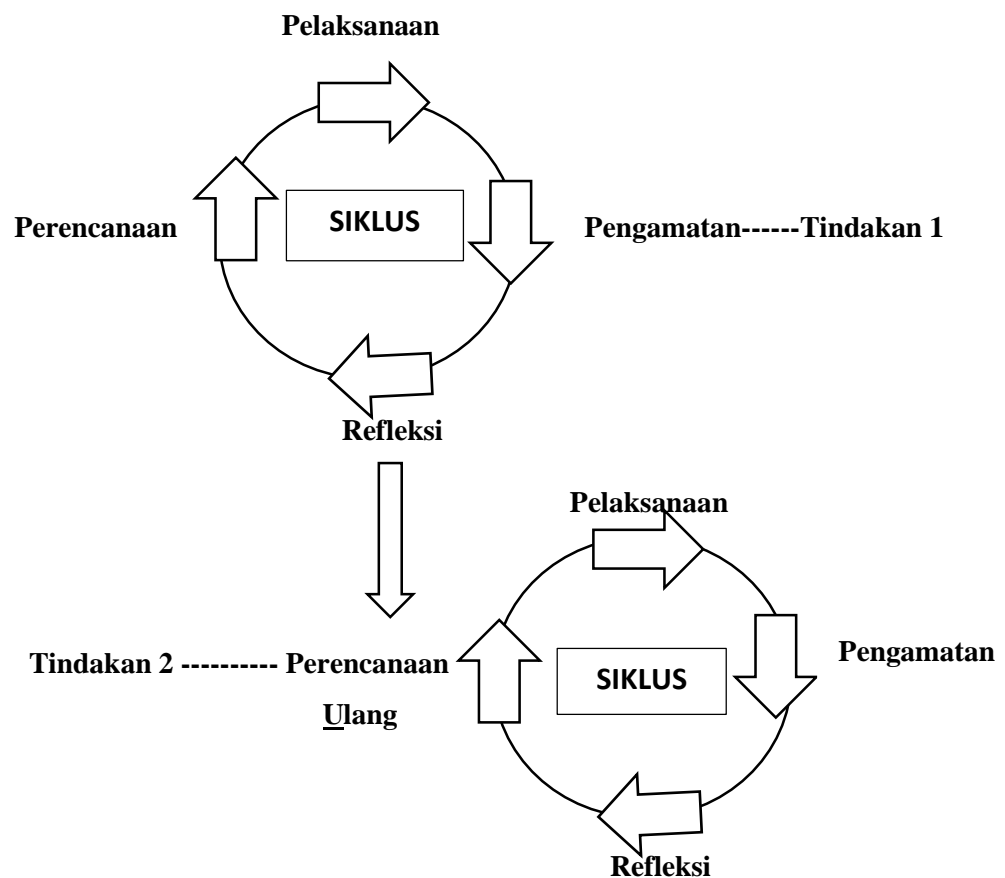 Pelaksanaan
SIKLUS
Perencanaan
Pengamatan------Tindakan 1
Refleksi
Pelaksanaan
Tindakan 2 ---------- Perencanaan
Ulang
SIKLUS
Pengamatan
Refleksi